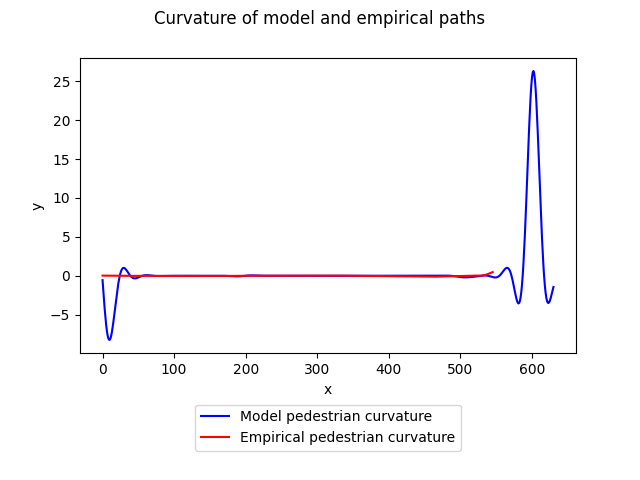 Curvature of model and empirical paths
25
20
15
10
5
0
−5
y
0 100 200 300 400 500 600
x
Model pedestrian curvature
Empirical pedestrian curvature